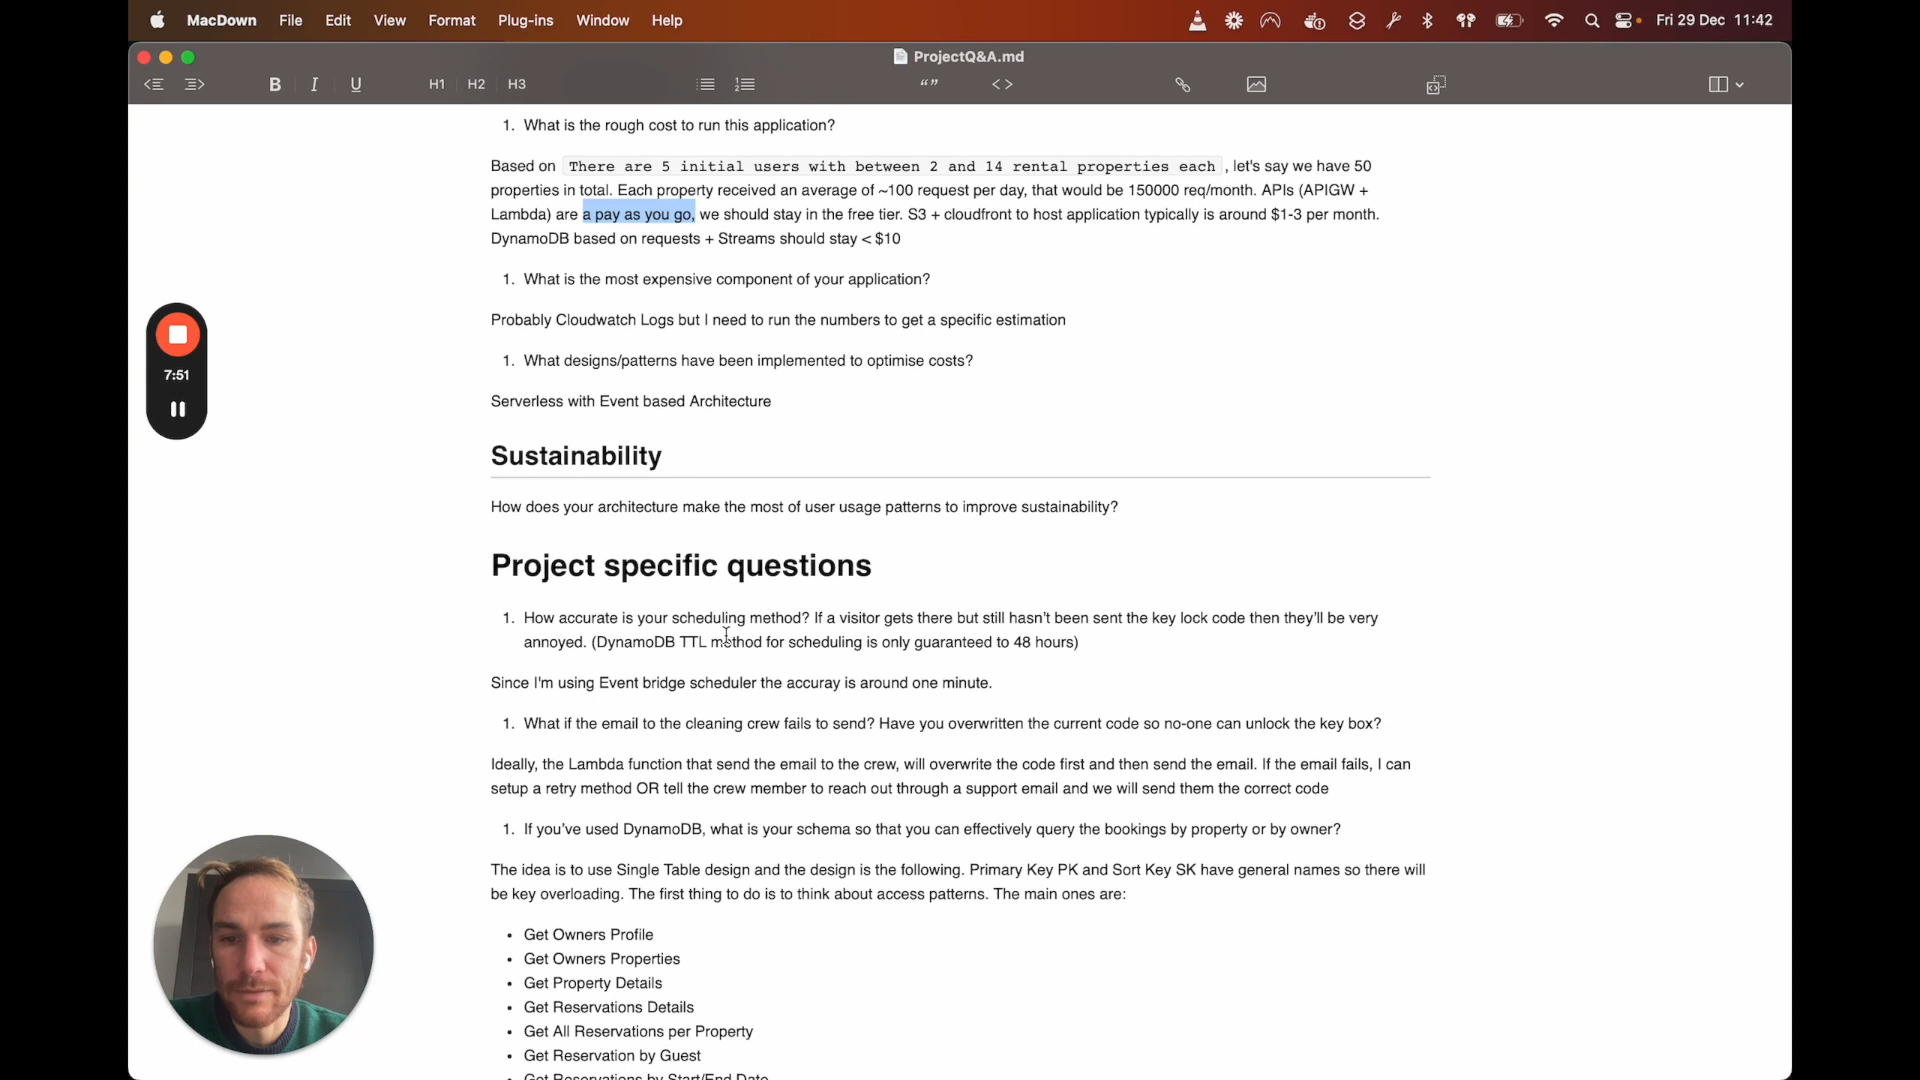 MacDown File Edit View Format Plug-ins Window Help Fri 29 Dec 11:42
ProjectQ&A.md
B I U H1 H2 H3 “ ” < >
1. What is the rough cost to run this application?
Based on There are 5 initial users with between 2 and 14 rental properties each , let's say we have 50
properties in total. Each property received an average of ~100 request per day, that would be 150000 req/month. APIs (APIGW +
Lambda) are a pay as you go, we should stay in the free tier. S3 + cloudfront to host application typically is around $1-3 per month.
DynamoDB based on requests + Streams should stay < $10
1. What is the most expensive component of your application?
Probably Cloudwatch Logs but I need to run the numbers to get a specific estimation
1. What designs/patterns have been implemented to optimise costs?
7:51
Serverless with Event based Architecture
Sustainability
How does your architecture make the most of user usage patterns to improve sustainability?
Project specific questions
1. How accurate is your scheduling method? If a visitor gets there but still hasn't been sent the key lock code then they'll be very
annoyed. (DynamoDB TTL method for scheduling is only guaranteed to 48 hours)
Since I'm using Event bridge scheduler the accuray is around one minute.
1. What if the email to the cleaning crew fails to send? Have you overwritten the current code so no-one can unlock the key box?
Ideally, the Lambda function that send the email to the crew, will overwrite the code first and then send the email. If the email fails, I can
setup a retry method OR tell the crew member to reach out through a support email and we will send them the correct code
1. If you've used DynamoDB, what is your schema so that you can effectively query the bookings by property or by owner?
The idea is to use Single Table design and the design is the following. Primary Key PK and Sort Key SK have general names so there will
be key overloading. The first thing to do is to think about access patterns. The main ones are:
• Get Owners Profile
• Get Owners Properties
• Get Property Details
• Get Reservations Details
• Get All Reservations per Property
• Get Reservation by Guest
Get Reservations by Start/End Date